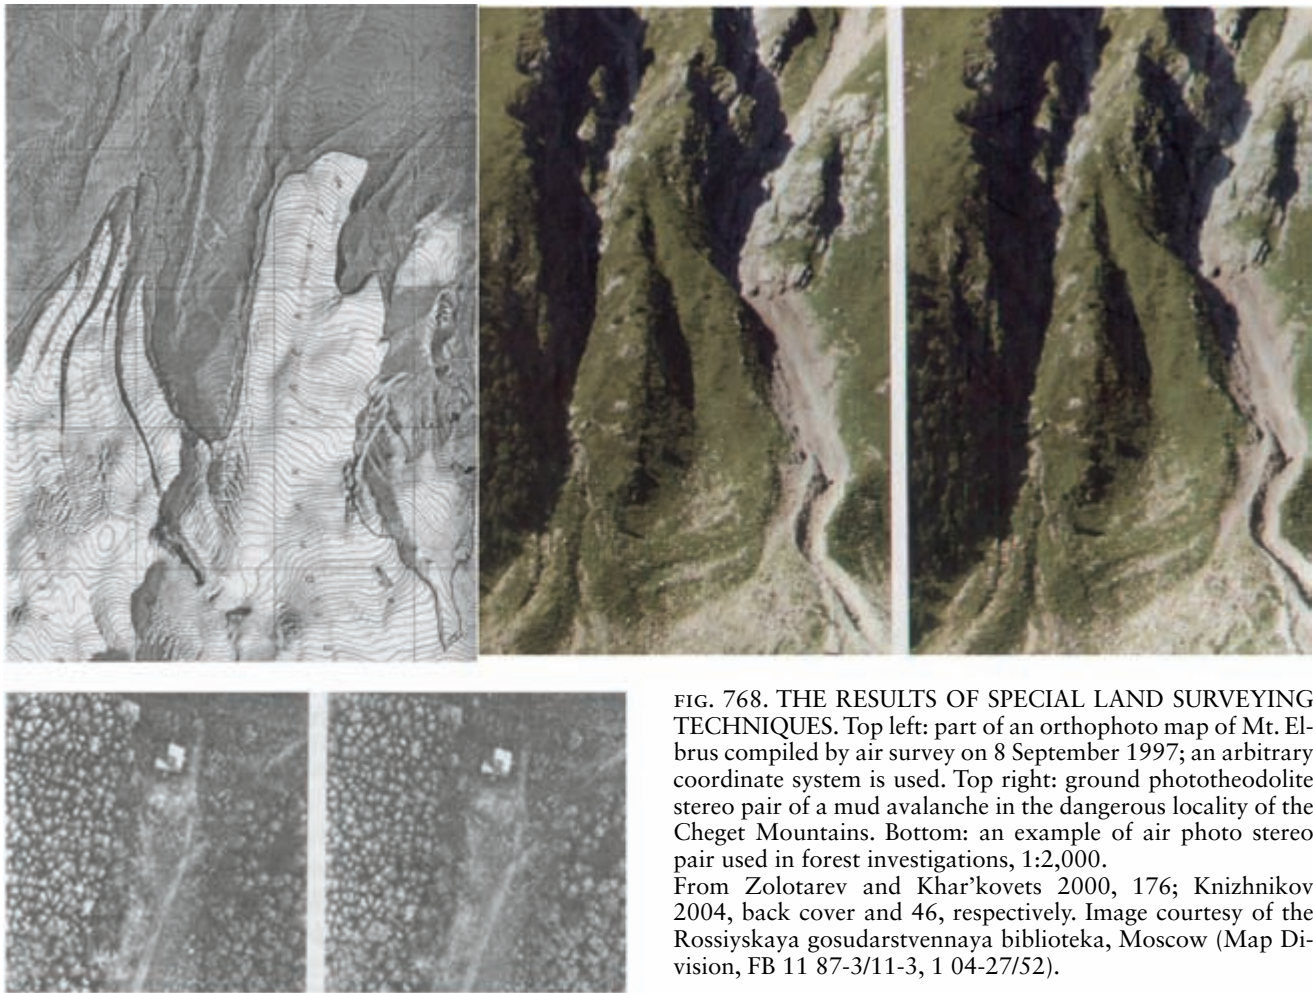 FIG. 768. THE RESULTS OF SPECIAL LAND SURVEYING
TECHNIQUES. Top left: part of an orthophoto map of Mt. El-
brus compiled by air survey on 8 September 1997; an arbitrary
coordinate system is used. Top right: ground phototheodolite
stereo pair of a mud avalanche in the dangerous locality of the
Cheget Mountains. Bottom: an example of air photo stereo
pair used in forest investigations, 1:2,000.
From Zolotarev and Khar’kovets 2000, 176; Knizhnikov
2004, back cover and 46, respectively. Image courtesy of the
Rossiyskaya gosudarstvennaya biblioteka, Moscow (Map Di-
vision, FB 11 87-3/11-3, 1 04-27/52).